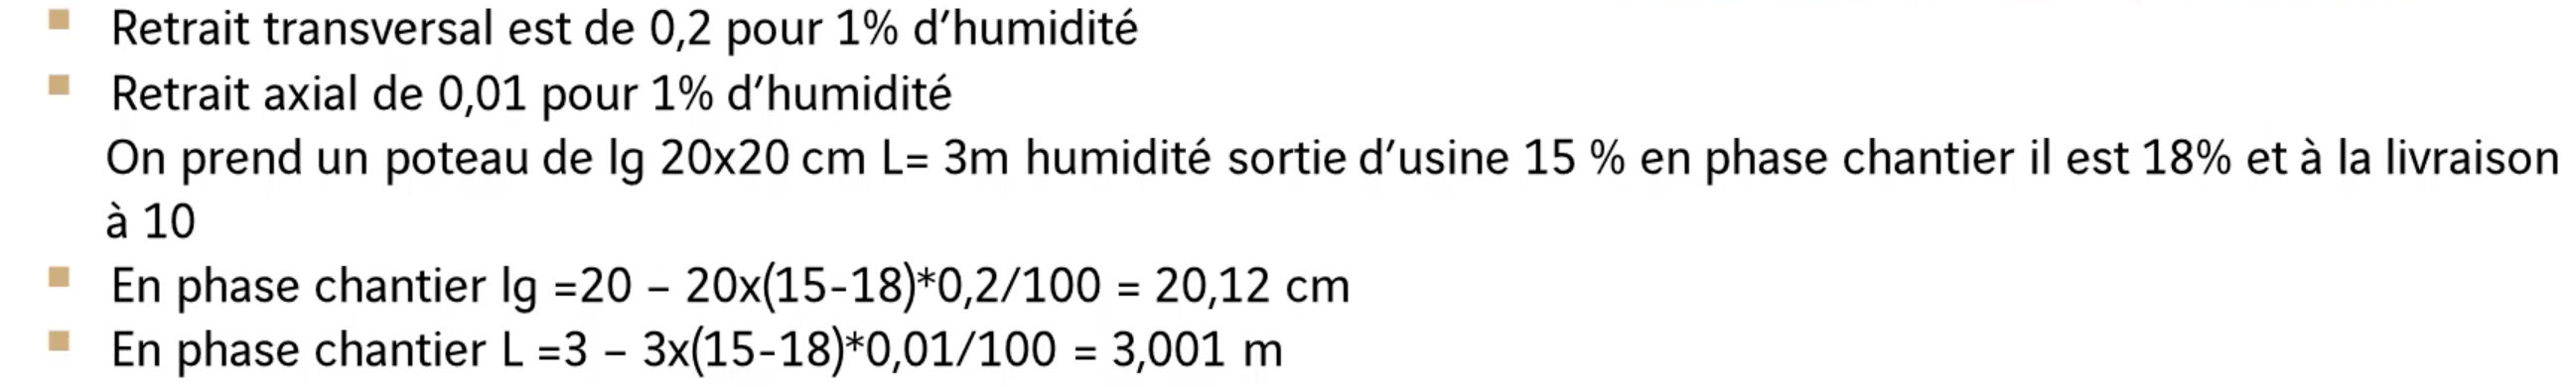 Retrait transversal est de 0,2 pour 1% d’humidité
Retrait axial de 0,01 pour 1% d’humidité
On prend un poteau de lg 20x20 cm L= 3m humidité sortie d’usine 15 % en phase chantier il est 18% et à la livraison
à 10
En phase chantier lg =20 – 20x(15-18)*0,2/100 = 20,12 cm
En phase chantier L =3 – 3x(15-18)*0,01/100 = 3,001 m